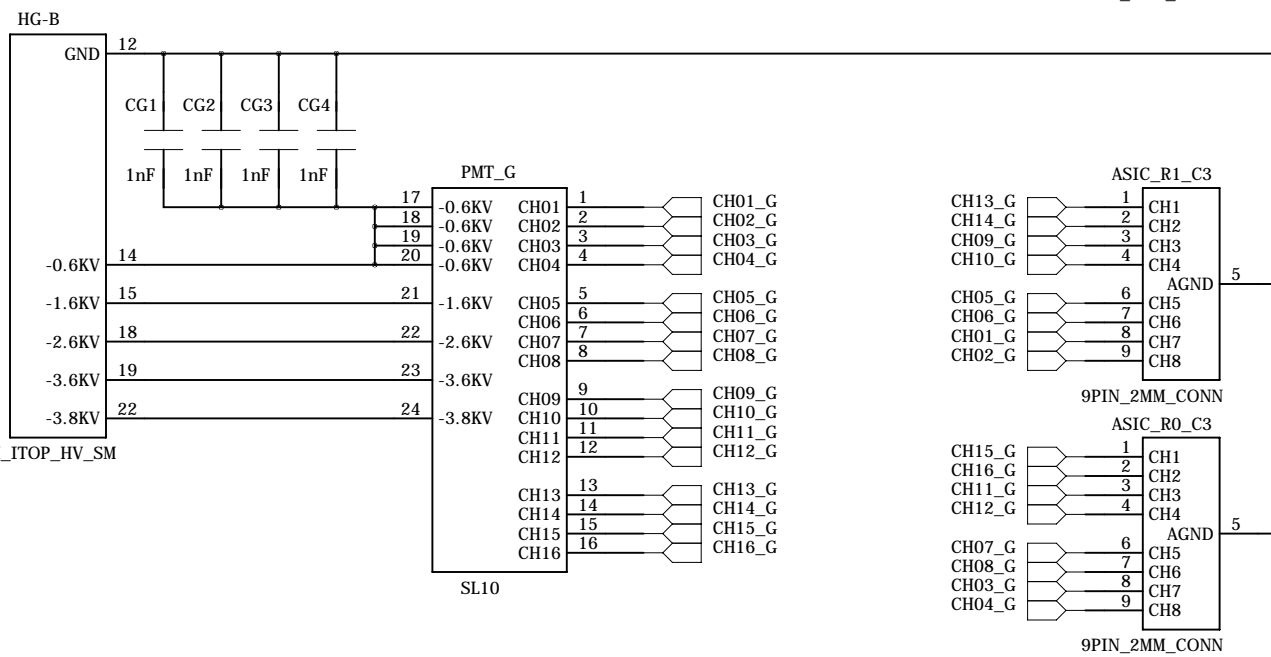 HG-B
GND 12
CG1 CG2 CG3 CG4
1nF 1nF 1nF 1nF
-0.6KV 14
-1.6KV 15
-2.6KV 18
-3.6KV 19
-3.8KV 22
_ITOP_HV_SM
PMT_G
17 -0.6KV CH01 1 CH01_G
18 -0.6KV CH02 2 CH02_G
19 -0.6KV CH03 3 CH03_G
20 -0.6KV CH04 4 CH04_G
21 -1.6KV CH05 5 CH05_G
CH06 6 CH06_G
22 -2.6KV CH07 7 CH07_G
CH08 8 CH08_G
23 -3.6KV
CH09 9 CH09_G
24 -3.8KV CH10 10 CH10_G
CH11 11 CH11_G
CH12 12 CH12_G
CH13 13 CH13_G
CH14 14 CH14_G
CH15 15 CH15_G
CH16 16 CH16_G
SL10
ASIC_R1_C3
CH13_G 1 CH1
CH14_G 2 CH2
CH09_G 3 CH3
CH10_G 4 CH4
AGND 5
CH05_G 6 CH5
CH06_G 7 CH6
CH01_G 8 CH7
CH02_G 9 CH8
9PIN_2MM_CONN
ASIC_R0_C3
CH15_G 1 CH1
CH16_G 2 CH2
CH11_G 3 CH3
CH12_G 4 CH4
AGND 5
CH07_G 6 CH5
CH08_G 7 CH6
CH03_G 8 CH7
CH04_G 9 CH8
9PIN_2MM_CONN